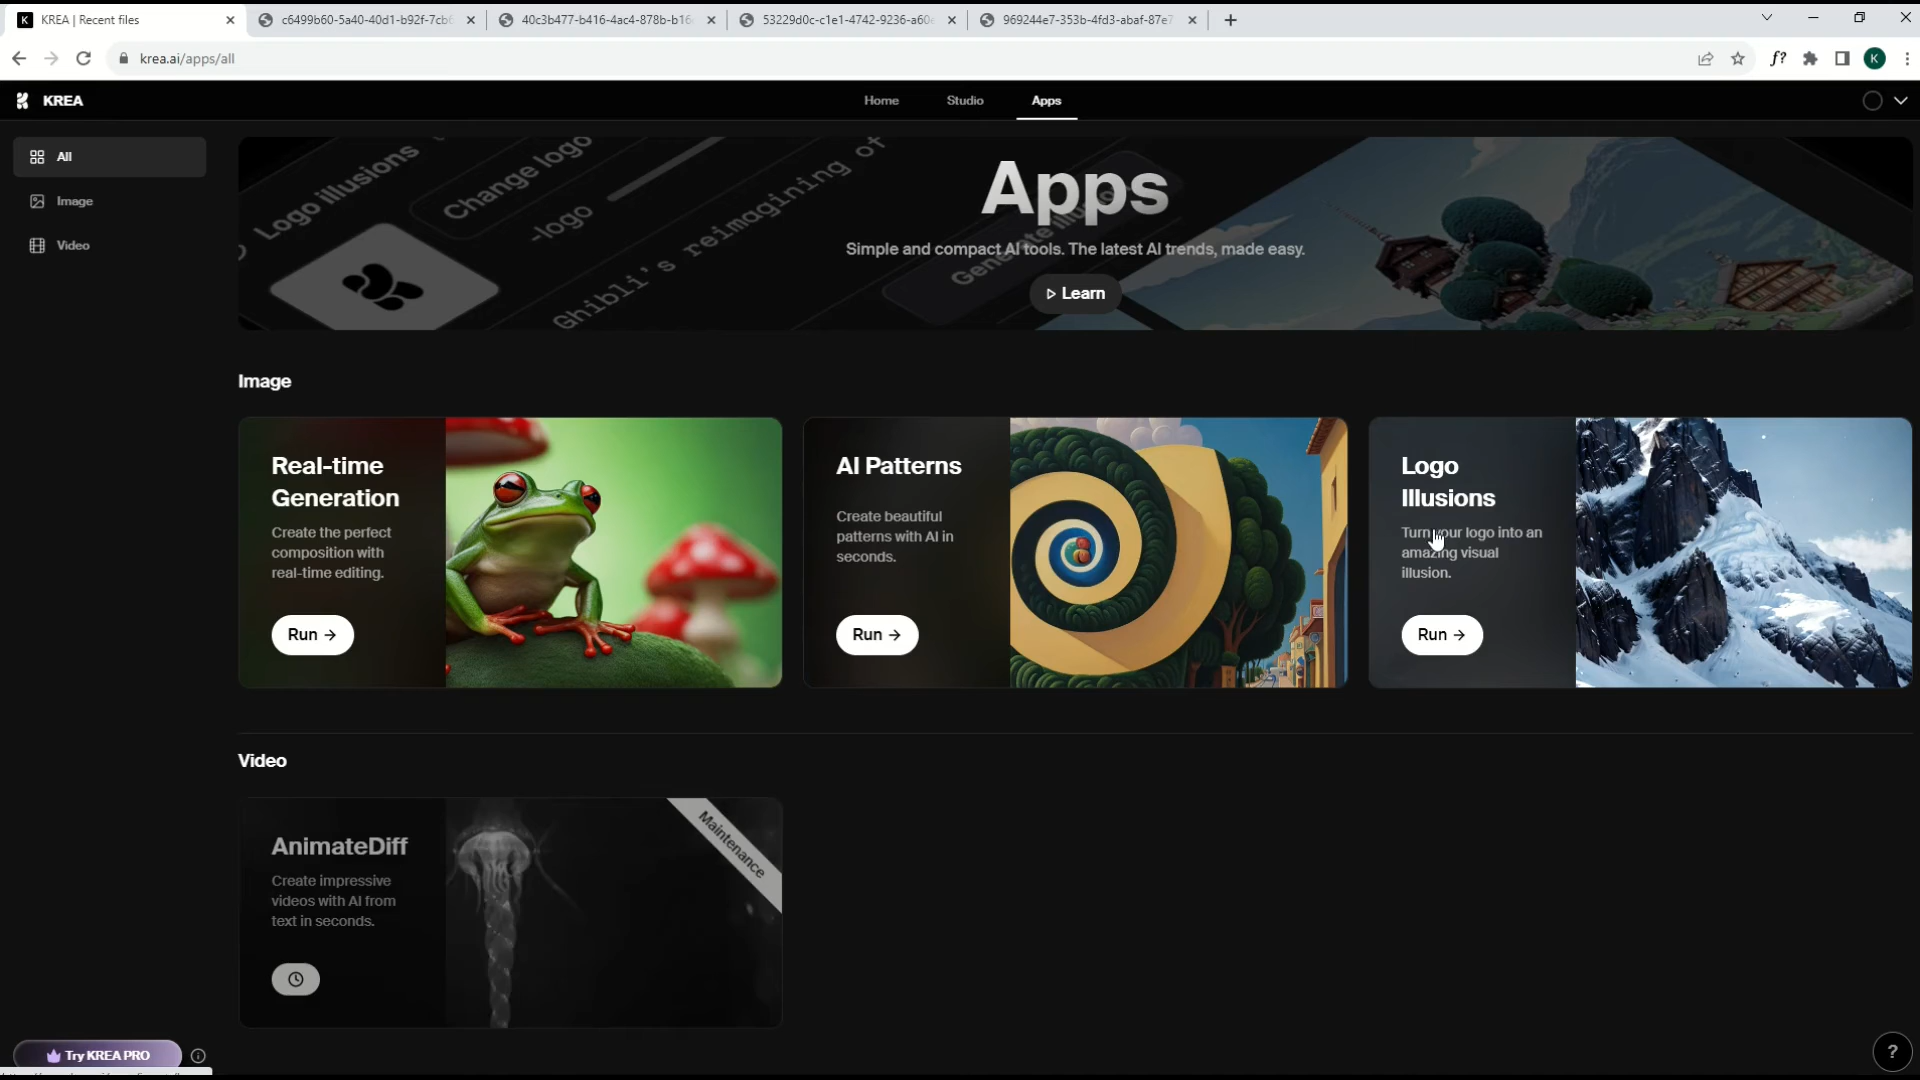 KREA | Recent files
c6499b60-5a40-40d1-b92f-7cb6
40c3b477-b416-4ac4-878b-b16
53229d0c-c1e1-4742-9236-a60e
969244e7-353b-4fd3-abaf-87e7
krea.ai/apps/all
f?
K
KREA
Home
Studio
Apps
All
Image
Video
Logo illusions
Change logo
-logo
Ghibli's reimagining of
Apps
Simple and compact AI tools. The latest AI trends, made easy.
Learn
Image
Real-time
Generation
Create the perfect
composition with
real-time editing.
Run →
AI Patterns
Create beautiful
patterns with AI in
seconds.
Run →
Logo
Illusions
Turn your logo into an
amazing visual
illusion.
Run →
Video
AnimateDiff
Create impressive
videos with AI from
text in seconds.
Maintenance
Try KREA PRO
?